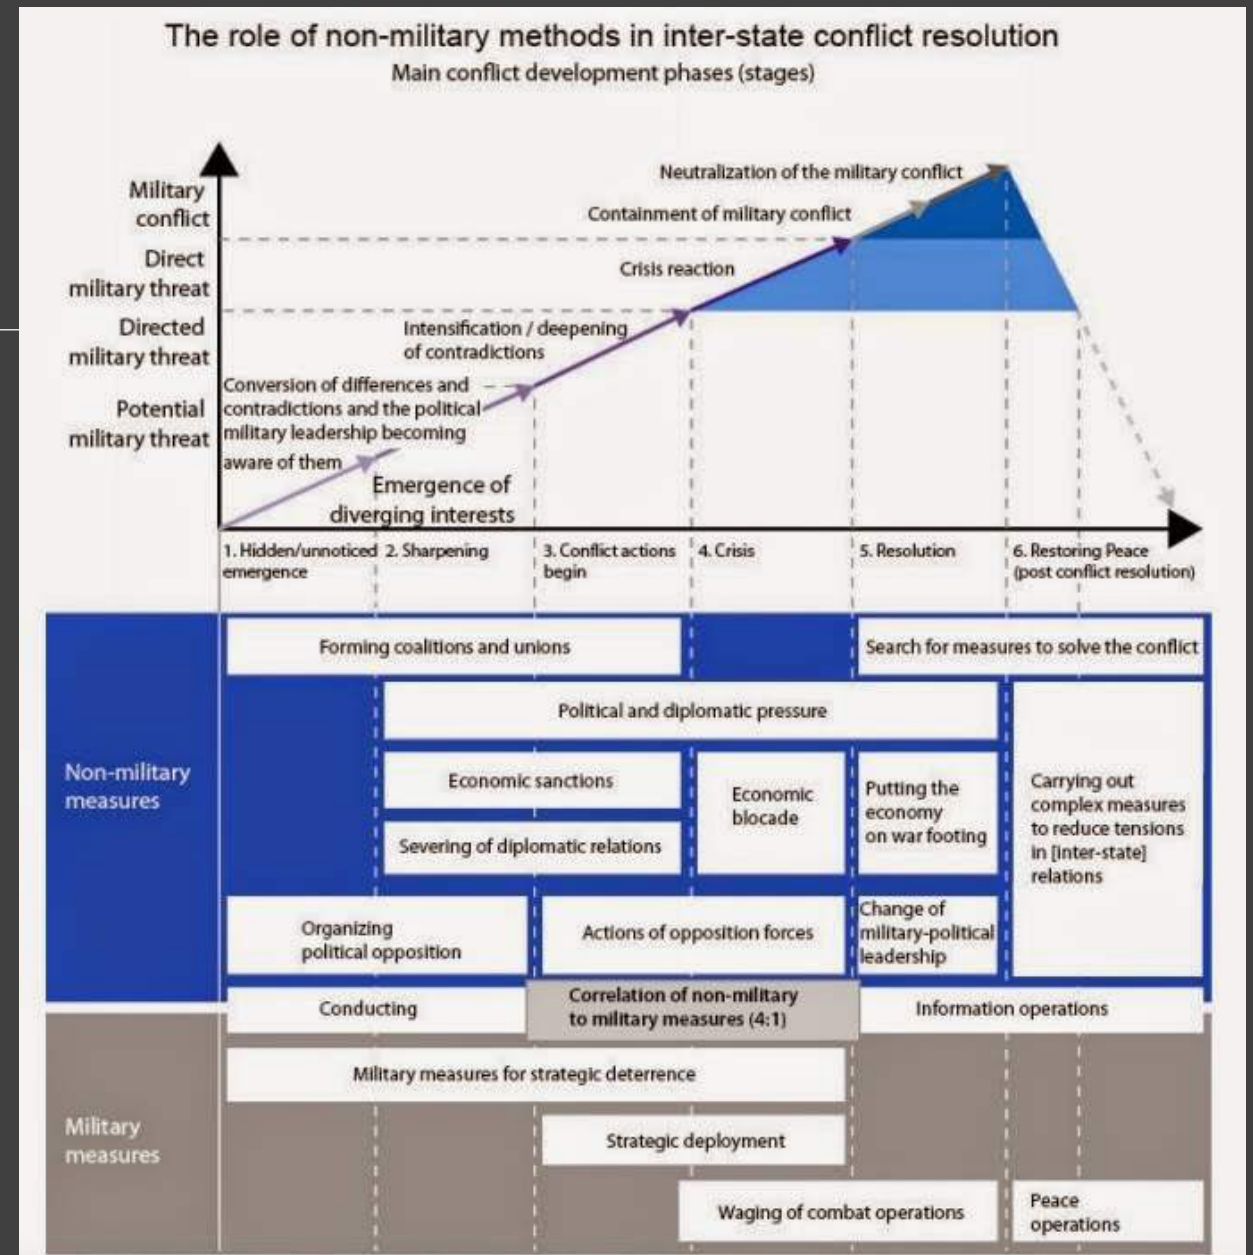 The role of non-military methods in inter-state conflict resolution
Main conflict development phases (stages)
Neutralization of the military conflict
Military
conflict
Containment of military conflict
Direct
military threat
Crisis reaction
Directed
military threat
Intensification / deepening
of contradictions
Potential
military threat
Conversion of differences and
contradictions and the political
military leadership becoming
aware of them
Emergence of
diverging interests
1. Hidden/unnoticed
emergence
2. Sharpening
3. Conflict actions
begin
4. Crisis
5. Resolution
6. Restoring Peace
(post conflict resolution)
Non-military
measures
Forming coalitions and unions
Search for measures to solve the conflict
Political and diplomatic pressure
Economic sanctions
Severing of diplomatic relations
Economic
blocade
Putting the
economy
on war footing
Carrying out
complex measures
to reduce tensions
in [inter-state]
relations
Organizing
political opposition
Actions of opposition forces
Change of
military-political
leadership
Conducting
Correlation of non-military
to military measures (4:1)
Information operations
Military
measures
Military measures for strategic deterrence
Strategic deployment
Waging of combat operations
Peace
operations